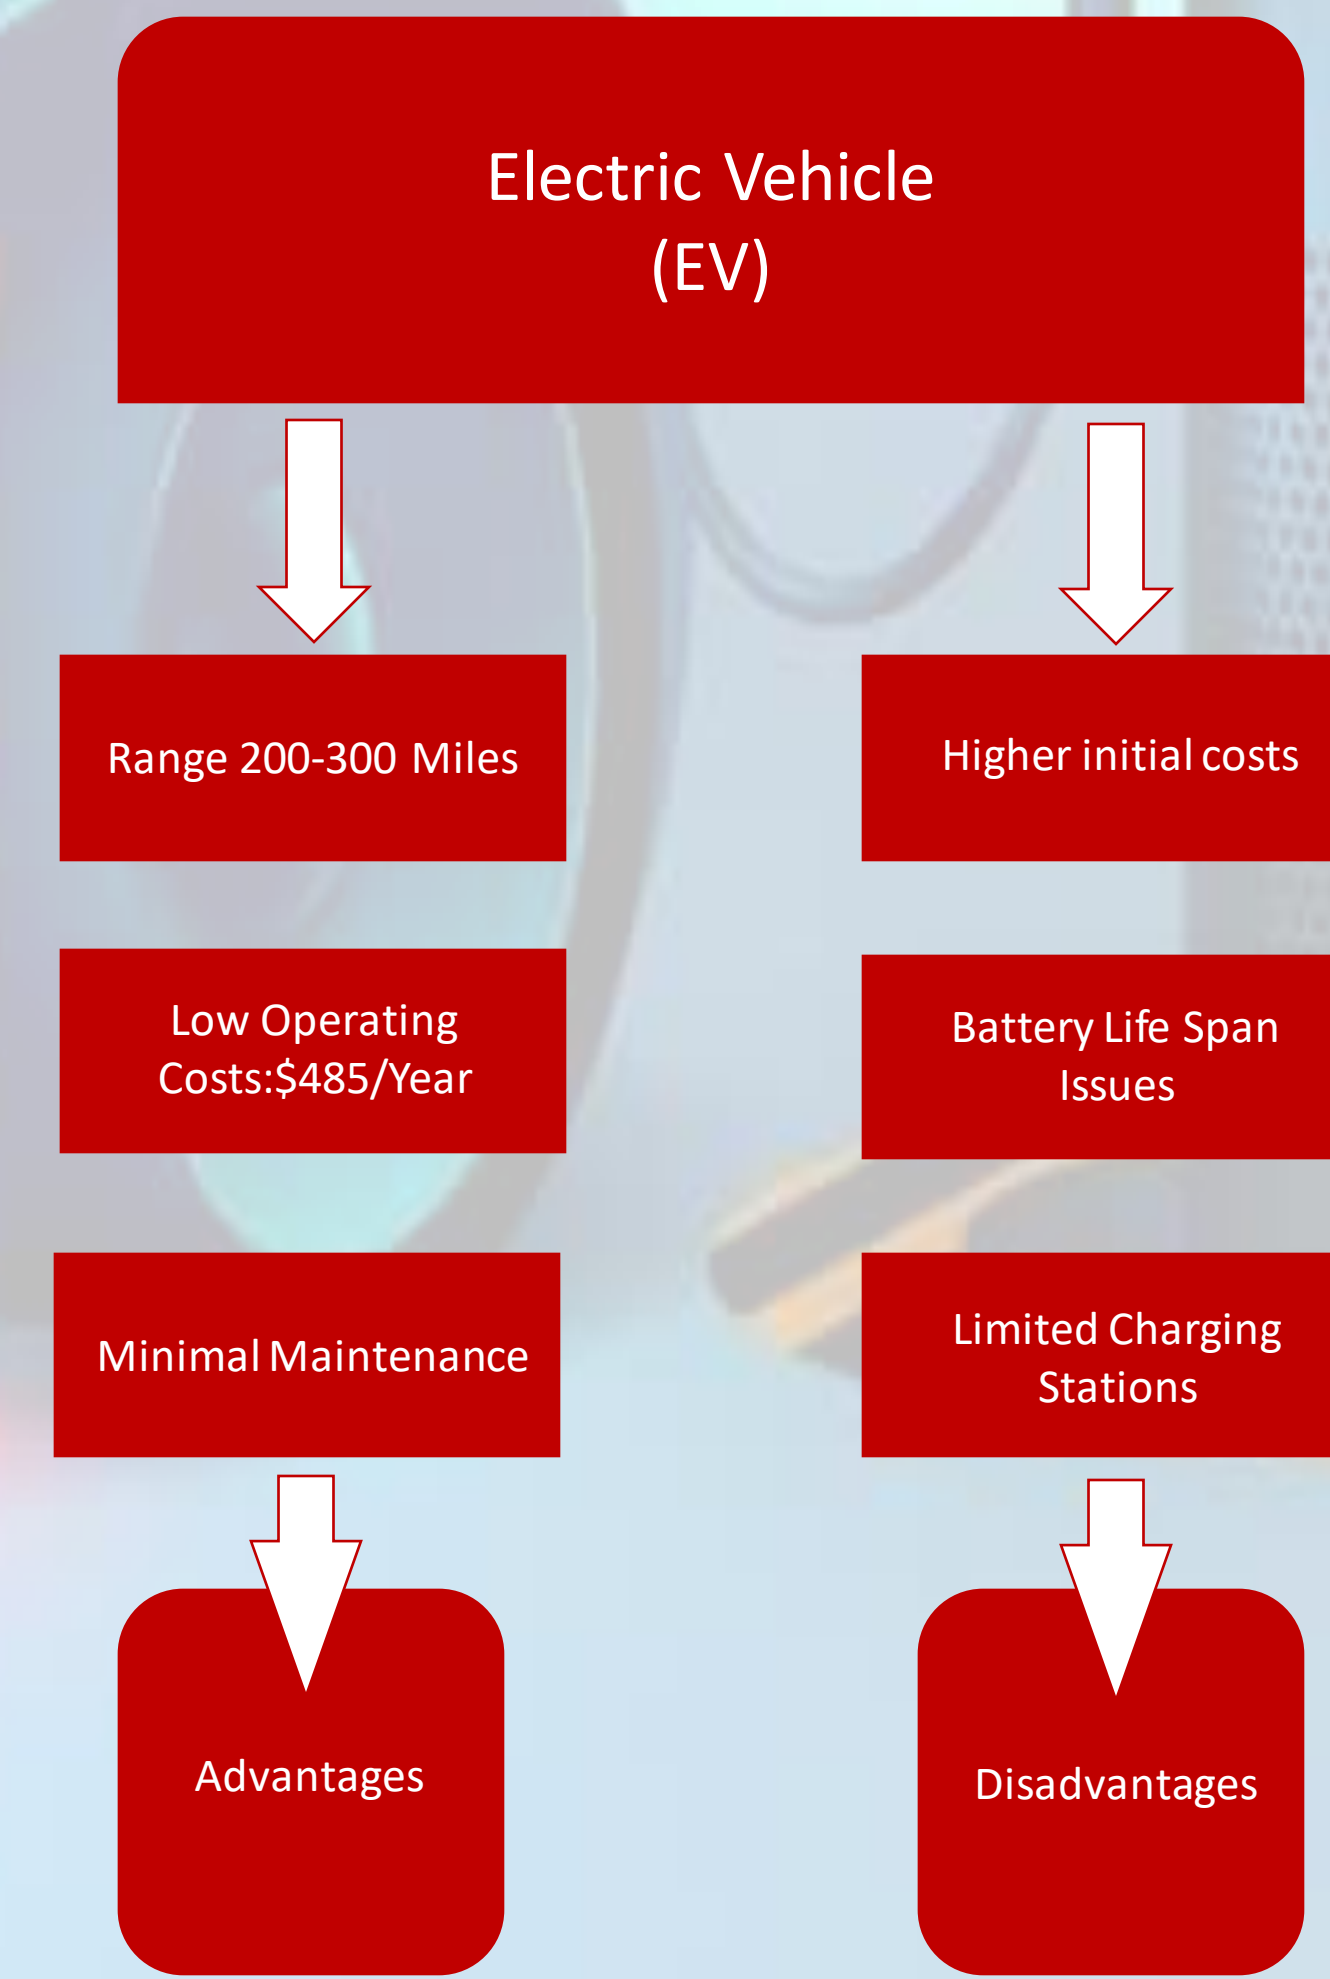 Electric Vehicle
(EV)
Range 200-300 Miles
Higher initial costs
Low Operating
Costs:$485/Year
Battery Life Span
Issues
Minimal Maintenance
Limited Charging
Stations
Advantages
Disadvantages